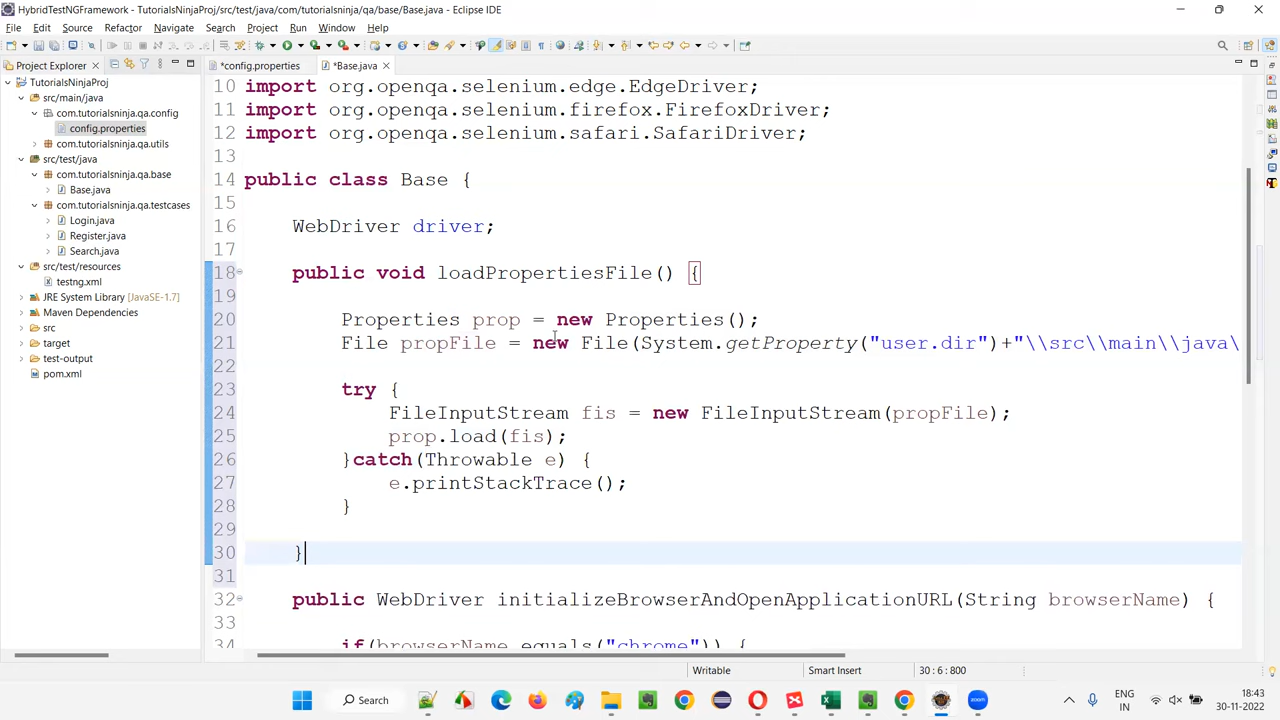 HybridTestNGFramework - TutorialsNinjaProj/src/test/java/com/tutorialsninja/qa/base/Base.java - Eclipse IDE
File Edit Source Refactor Navigate Search Project Run Window Help
Project Explorer
*config.properties
*Base.java
TutorialsNinjaProj
src/main/java
com.tutorialsninja.qa.config
config.properties
com.tutorialsninja.qa.utils
src/test/java
com.tutorialsninja.qa.base
Base.java
com.tutorialsninja.qa.testcases
Login.java
Register.java
Search.java
src/test/resources
testng.xml
JRE System Library [JavaSE-1.7]
Maven Dependencies
src
target
test-output
pom.xml
10 import org.openqa.selenium.edge.EdgeDriver;
11 import org.openqa.selenium.firefox.FirefoxDriver;
12 import org.openqa.selenium.safari.SafariDriver;
13
14 public class Base {
15
16 WebDriver driver;
17
18 public void loadPropertiesFile() {
19
20 Properties prop = new Properties();
21 File propFile = new File(System.getProperty("user.dir")+"\\src\\main\\java\
22
23 try {
24 FileInputStream fis = new FileInputStream(propFile);
25 prop.load(fis);
26 }catch(Throwable e) {
27 e.printStackTrace();
28 }
29
30 }
31
32 public WebDriver initializeBrowserAndOpenApplicationURL(String browserName) {
33
34 if(browserName.equals("chrome")) {
Writable Smart Insert 30 : 6 : 800
Search
ENG
IN
18:43
30-11-2022
zoom